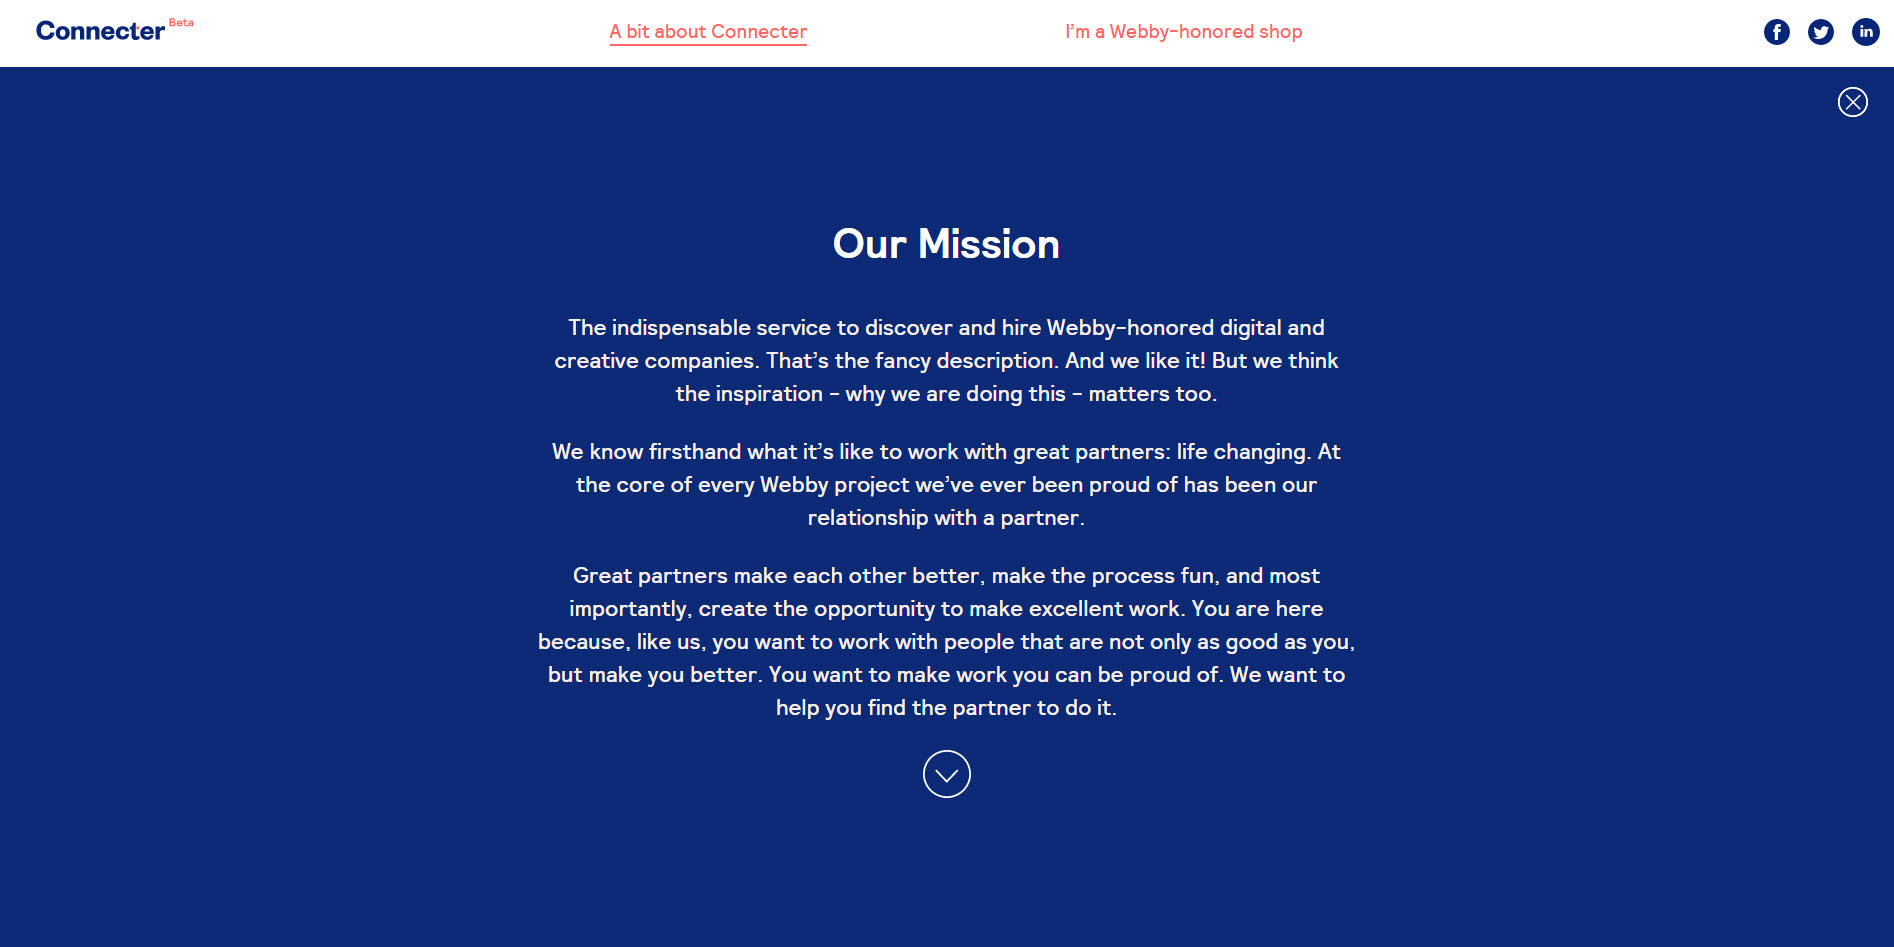 Connecter Beta
A bit about Connecter
I’m a Webby-honored shop
Our Mission
The indispensable service to discover and hire Webby-honored digital and
creative companies. That’s the fancy description. And we like it! But we think
the inspiration - why we are doing this - matters too.
We know firsthand what it’s like to work with great partners: life changing. At
the core of every Webby project we’ve ever been proud of has been our
relationship with a partner.
Great partners make each other better, make the process fun, and most
importantly, create the opportunity to make excellent work. You are here
because, like us, you want to work with people that are not only as good as you,
but make you better. You want to make work you can be proud of. We want to
help you find the partner to do it.